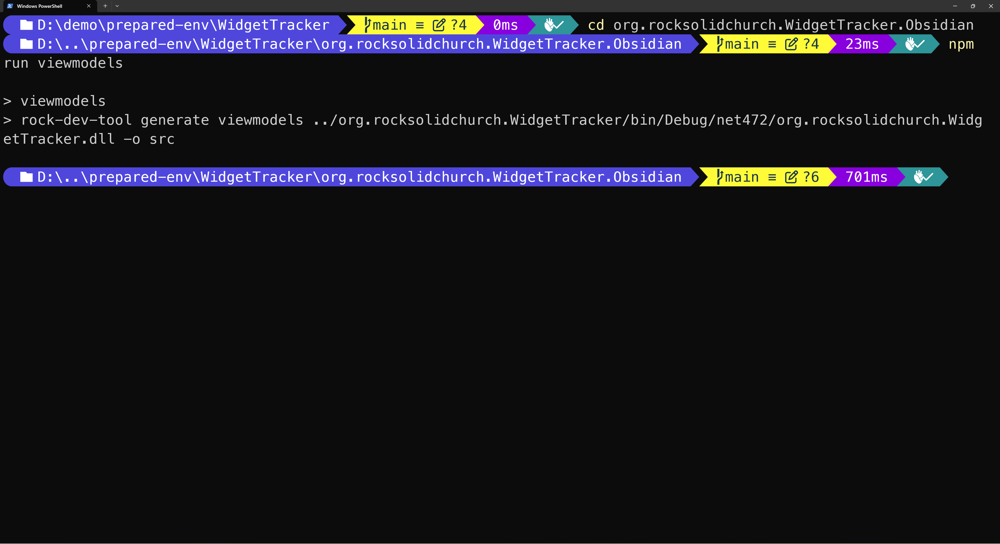 Windows PowerShell
D:\demo\prepared-env\WidgetTracker main ≡ ?4 0ms cd org.rocksolidchurch.WidgetTracker.Obsidian
D:\..\prepared-env\WidgetTracker\org.rocksolidchurch.WidgetTracker.Obsidian main ≡ ?4 23ms npm
run viewmodels
> viewmodels
> rock-dev-tool generate viewmodels ../org.rocksolidchurch.WidgetTracker/bin/Debug/net472/org.rocksolidchurch.Widg
etTracker.dll -o src
D:\..\prepared-env\WidgetTracker\org.rocksolidchurch.WidgetTracker.Obsidian main ≡ ?6 701ms